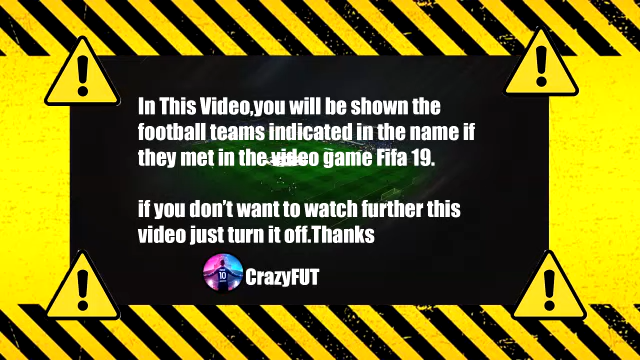 In This Video,you will be shown the
football teams indicated in the name if
they met in the video game Fifa 19.
if you don't want to watch further this
video just turn it off.Thanks
10
CrazyFUT